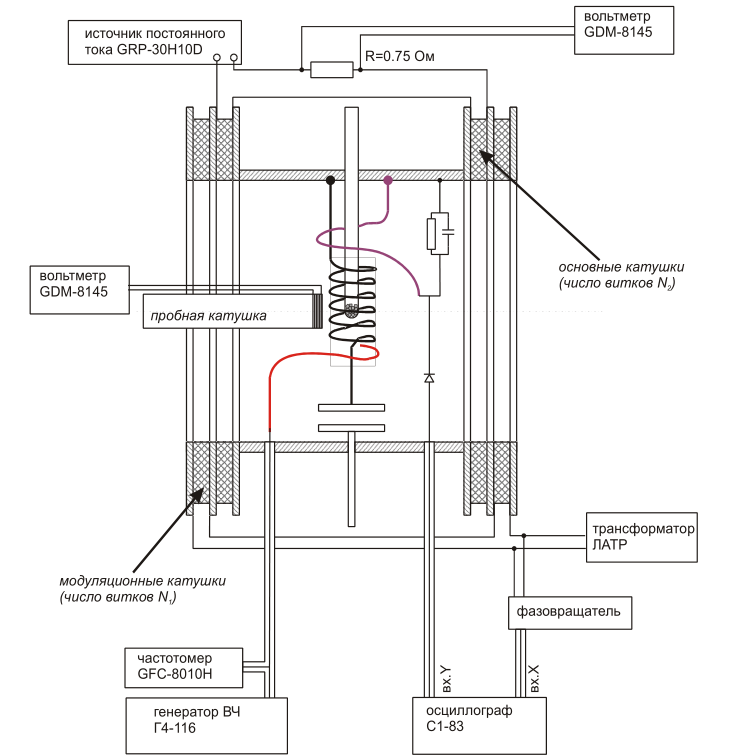 источник постоянного
тока GRP-30H10D
вольтметр
GDM-8145
R=0.75 Ом
основные катушки
(число витков N2)
вольтметр
GDM-8145
пробная катушка
трансформатор
ЛАТР
модуляционные катушки
(число витков N1)
фазовращатель
частотомер
GFC-8010H
вх.Y
вх.X
генератор ВЧ
Г4-116
осциллограф
С1-83